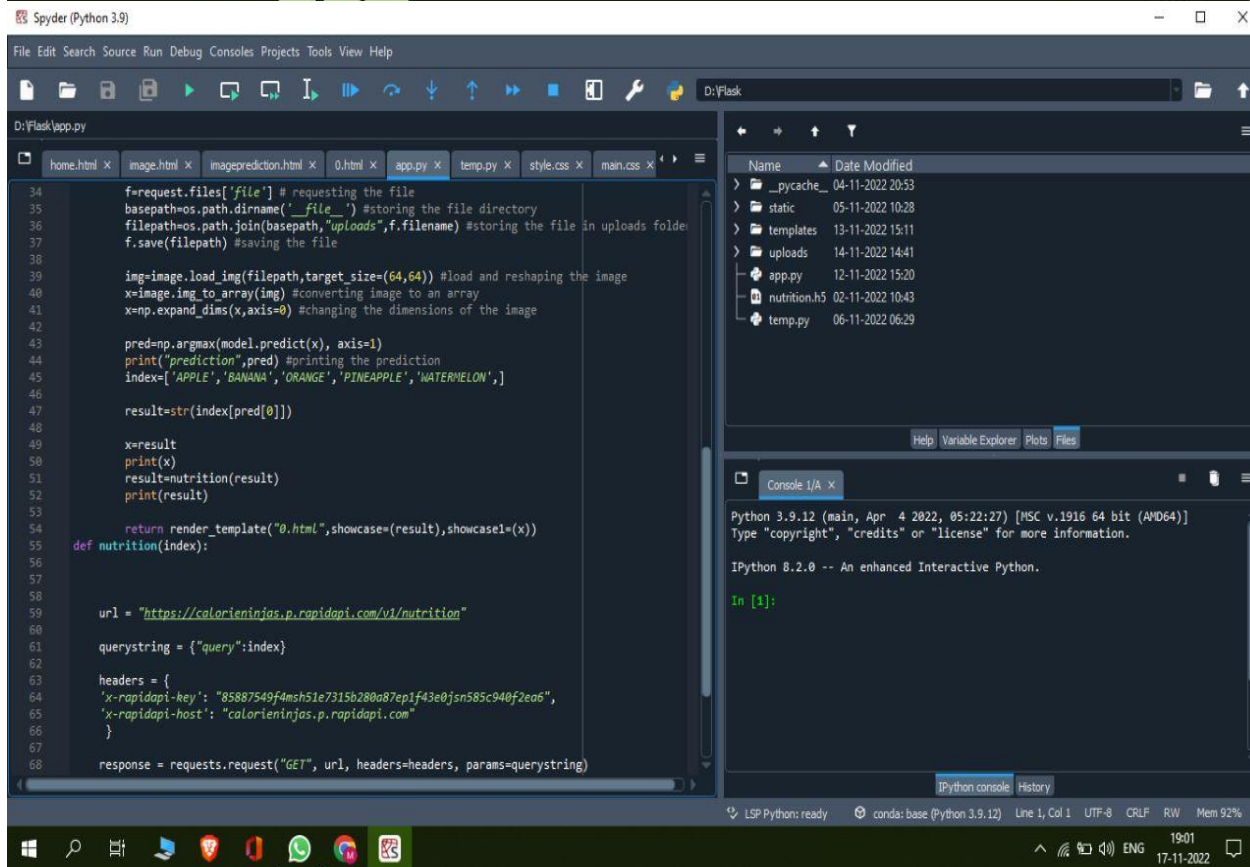 Spyder (Python 3.9)
File Edit Search Source Run Debug Consoles Projects Tools View Help
D:\Flask
D:\Flask\app.py
home.html × image.html × imageprediction.html × 0.html × app.py × temp.py × style.css × main.css ×
34 f=request.files['file'] # requesting the file
35 basepath=os.path.dirname('__file__') #storing the file directory
36 filepath=os.path.join(basepath,"uploads",f.filename) #storing the file in uploads folde
37 f.save(filepath) #saving the file
38
39 img=image.load_img(filepath,target_size=(64,64)) #load and reshaping the image
40 x=image.img_to_array(img) #converting image to an array
41 x=np.expand_dims(x,axis=0) #changing the dimensions of the image
42
43 pred=np.argmax(model.predict(x), axis=1)
44 print("prediction",pred) #printing the prediction
45 index=['APPLE','BANANA','ORANGE','PINEAPPLE','WATERMELON',]
46
47 result=str(index[pred[0]])
48
49 x=result
50 print(x)
51 result=nutrition(result)
52 print(result)
53
54 return render_template("0.html",showcase=(result),showcase1=(x))
55 def nutrition(index):
56
57
58
59 url = "https://calorieninjas.p.rapidapi.com/v1/nutrition"
60
61 querystring = {"query":index}
62
63 headers = {
64 'x-rapidapi-key': "85887549f4msh51e7315b280a87ep1f43e0jsn585c940f2ea6",
65 'x-rapidapi-host': "calorieninjas.p.rapidapi.com"
66 }
67
68 response = requests.request("GET", url, headers=headers, params=querystring)
Name Date Modified
__pycache__ 04-11-2022 20:53
static 05-11-2022 10:28
templates 13-11-2022 15:11
uploads 14-11-2022 14:41
app.py 12-11-2022 15:20
nutrition.h5 02-11-2022 10:43
temp.py 06-11-2022 06:29
Help Variable Explorer Plots Files
Console 1/A ×
Python 3.9.12 (main, Apr 4 2022, 05:22:27) [MSC v.1916 64 bit (AMD64)]
Type "copyright", "credits" or "license" for more information.
IPython 8.2.0 -- An enhanced Interactive Python.
In [1]:
IPython console History
LSP Python: ready conda: base (Python 3.9.12) Line 1, Col 1 UTF-8 CRLF RW Mem 92%
ENG
19:01
17-11-2022